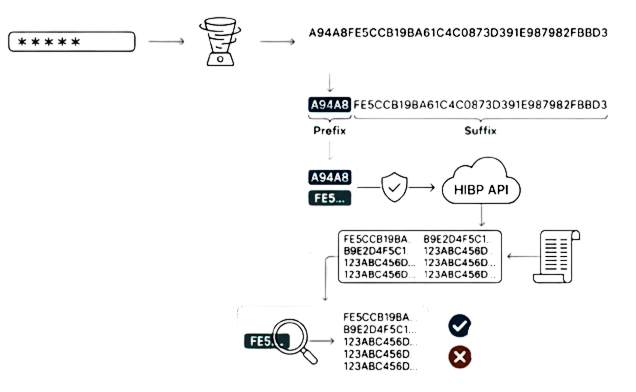 *****
A94A8FE5CCB19BA61C4C0873D391E987982FBBD3
A94A8 FE5CCB19BA61C4C0873D391E987982FBBD3
Prefix Suffix
A94A8
FE5...
HIBP API
FE5CCB19BA.. B9E2D4F5C1..
B9E2D4F5C1. 123ABC456D...
123ABC456D... 123ABC456D...
123ABC456D... 123ABC456D...
FE5...
FE5CCB19BA...
B9E2D4F5C1...
123ABC456D...
123ABC456D
123ABC456D...